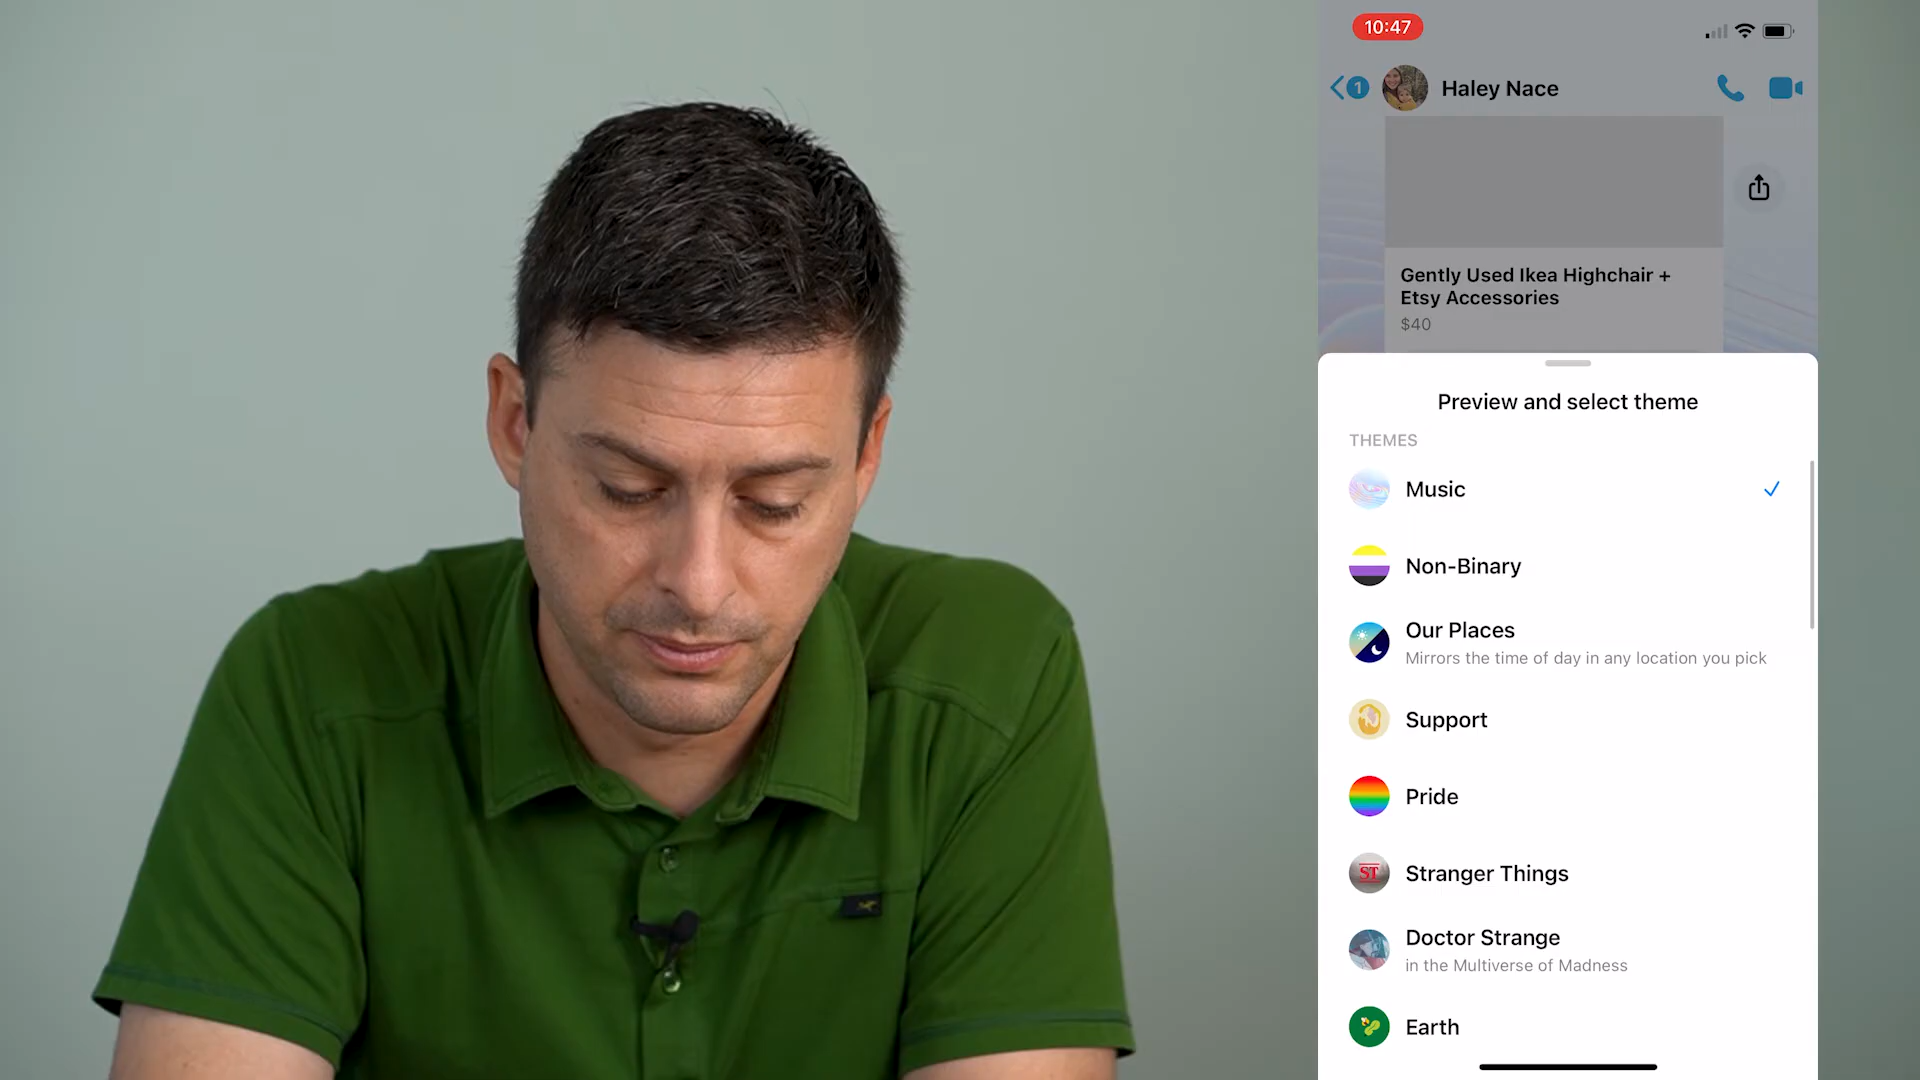 10:47
1
Haley Nace
Gently Used Ikea Highchair +
Etsy Accessories
$40
Preview and select theme
THEMES
Music
Non-Binary
Our Places
Mirrors the time of day in any location you pick
Support
Pride
ST
Stranger Things
Doctor Strange
in the Multiverse of Madness
Earth